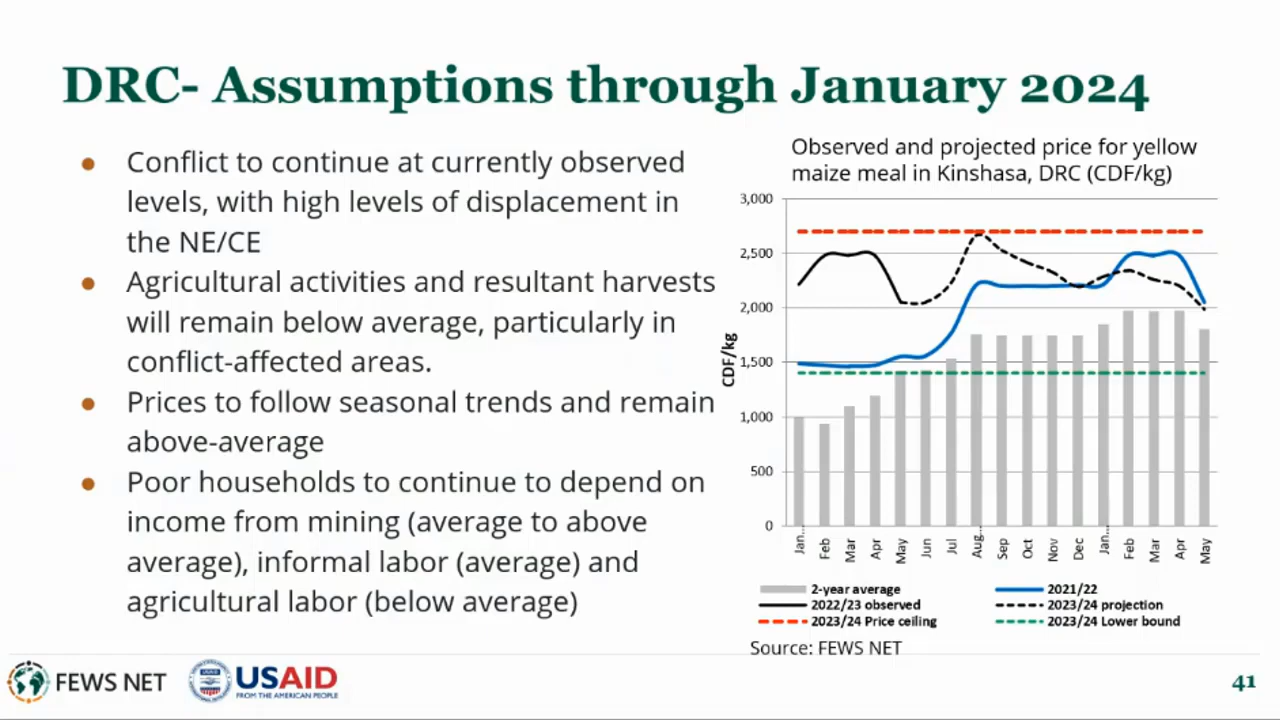 DRC- Assumptions through January 2024
● Conflict to continue at currently observed
levels, with high levels of displacement in
the NE/CE
● Agricultural activities and resultant harvests
will remain below average, particularly in
conflict-affected areas.
● Prices to follow seasonal trends and remain
above-average
● Poor households to continue to depend on
income from mining (average to above
average), informal labor (average) and
agricultural labor (below average)
Observed and projected price for yellow
maize meal in Kinshasa, DRC (CDF/kg)
3,000
2,500
2,000
1,500
1,000
500
0
CDF/kg
Jan...
Feb
Mar
Apr
May
Jun
Jul
Aug...
Sep
Oct
Nov
Dec
Jan...
Feb
Mar
Apr
May
2-year average
2021/22
2022/23 observed
2023/24 projection
2023/24 Price ceiling
2023/24 Lower bound
Source: FEWS NET
FEWS NET
USAID
FROM THE AMERICAN PEOPLE
41